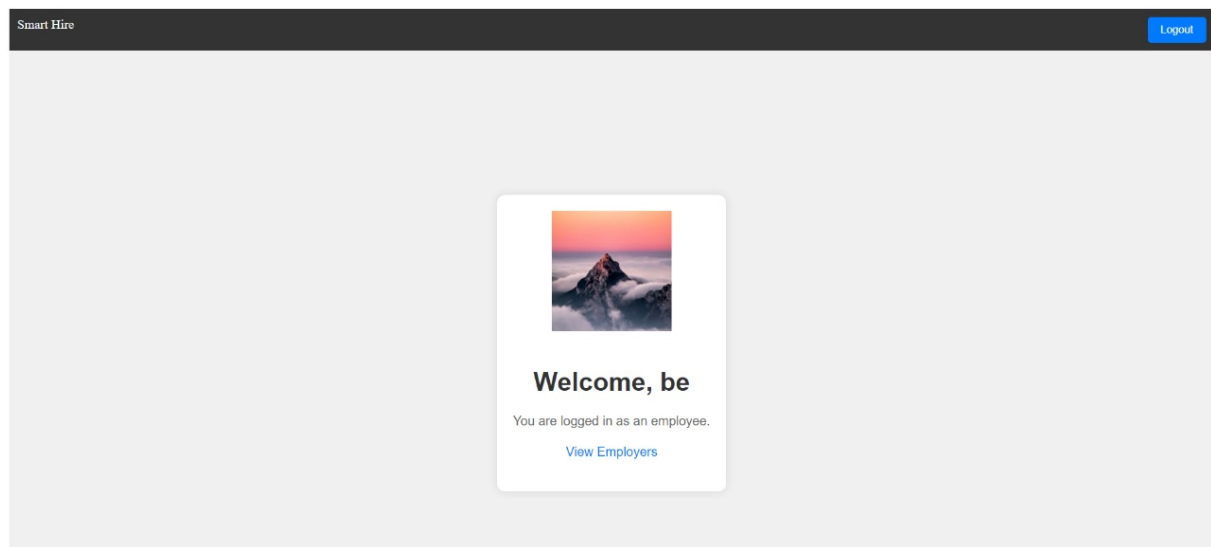 Smart Hire
Logout
Welcome, be
You are logged in as an employee.
View Employers